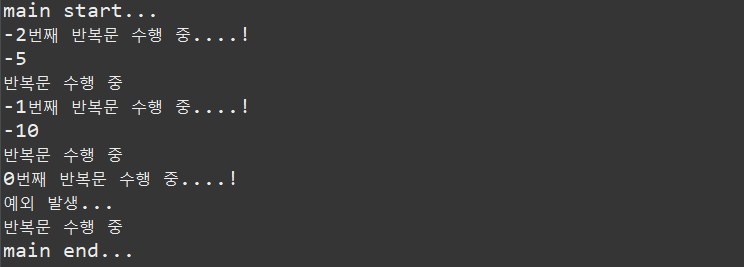 main start...
-2번째 반복문 수행 중....!
-5
반복문 수행 중
-1번째 반복문 수행 중....!
-10
반복문 수행 중
0번째 반복문 수행 중....!
예외 발생...
반복문 수행 중
main end...